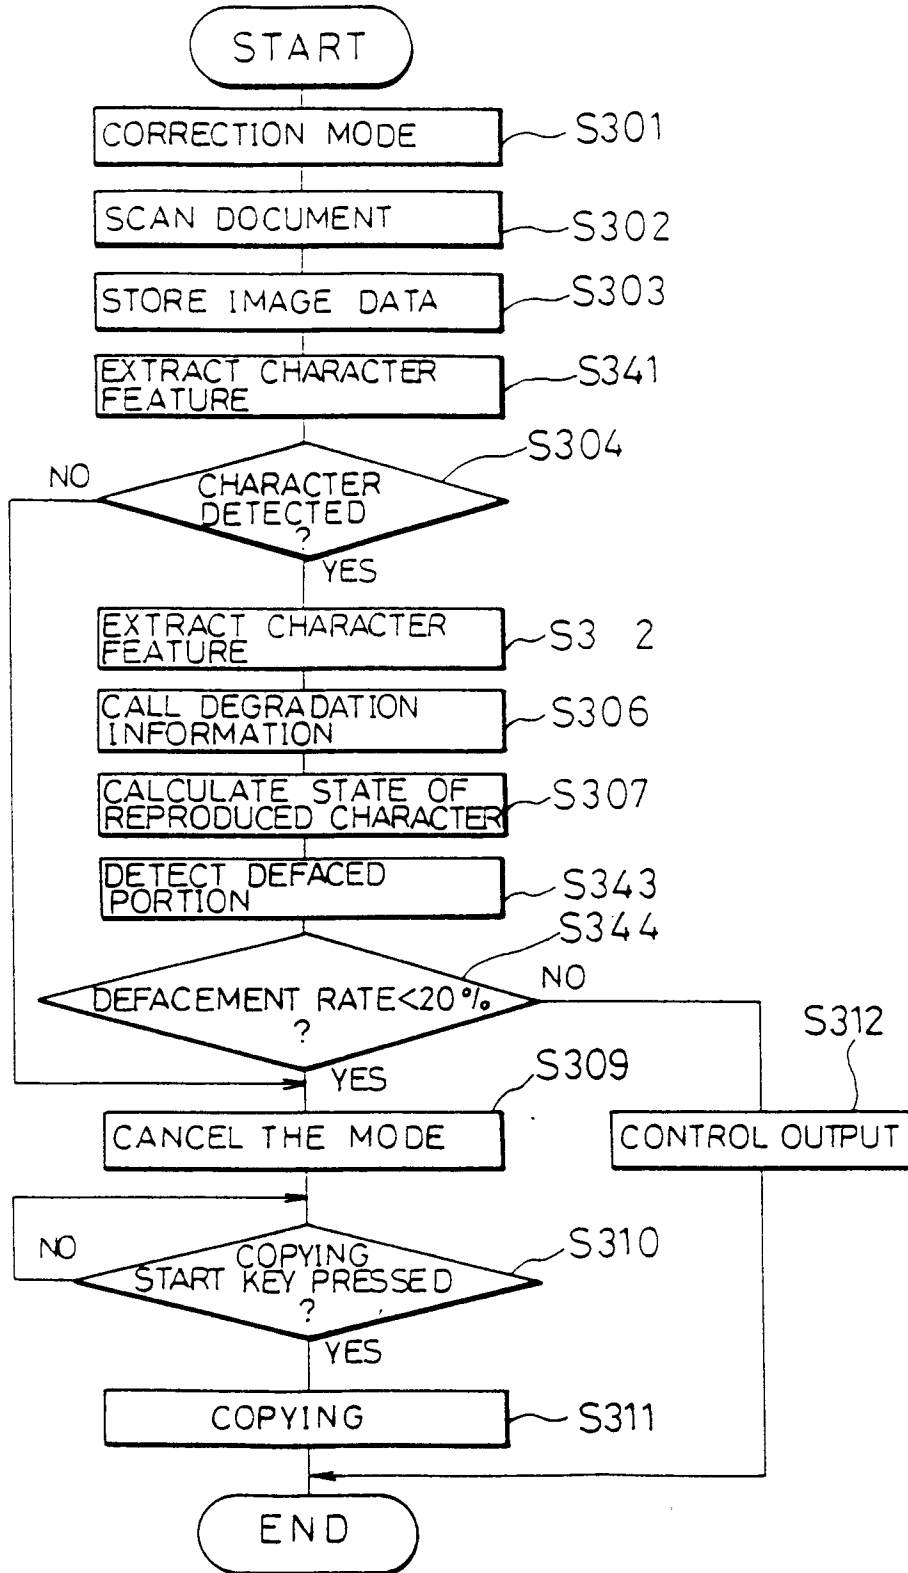 START
CORRECTION MODE
S301
SCAN DOCUMENT
S302
STORE IMAGE DATA
S303
EXTRACT CHARACTER
FEATURE
S341
S304
NO
CHARACTER
DETECTED
?
YES
EXTRACT CHARACTER
FEATURE
S3 2
CALL DEGRADATION
INFORMATION
S306
CALCULATE STATE OF
REPRODUCED CHARACTER
S307
DETECT DEFACED
PORTION
S343
S344
NO
DEFACEMENT RATE<20%
?
YES
S309
S312
CANCEL THE MODE
CONTROL OUTPUT
NO
COPYING
START KEY PRESSED
?
S310
YES
COPYING
S311
END